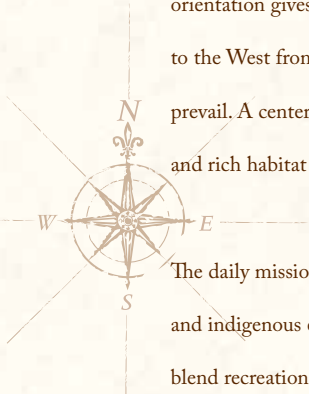 orientation gives
to the West from
prevail. A center
and rich habitat
N
W
E
S
The daily missio
and indigenous
blend recreation